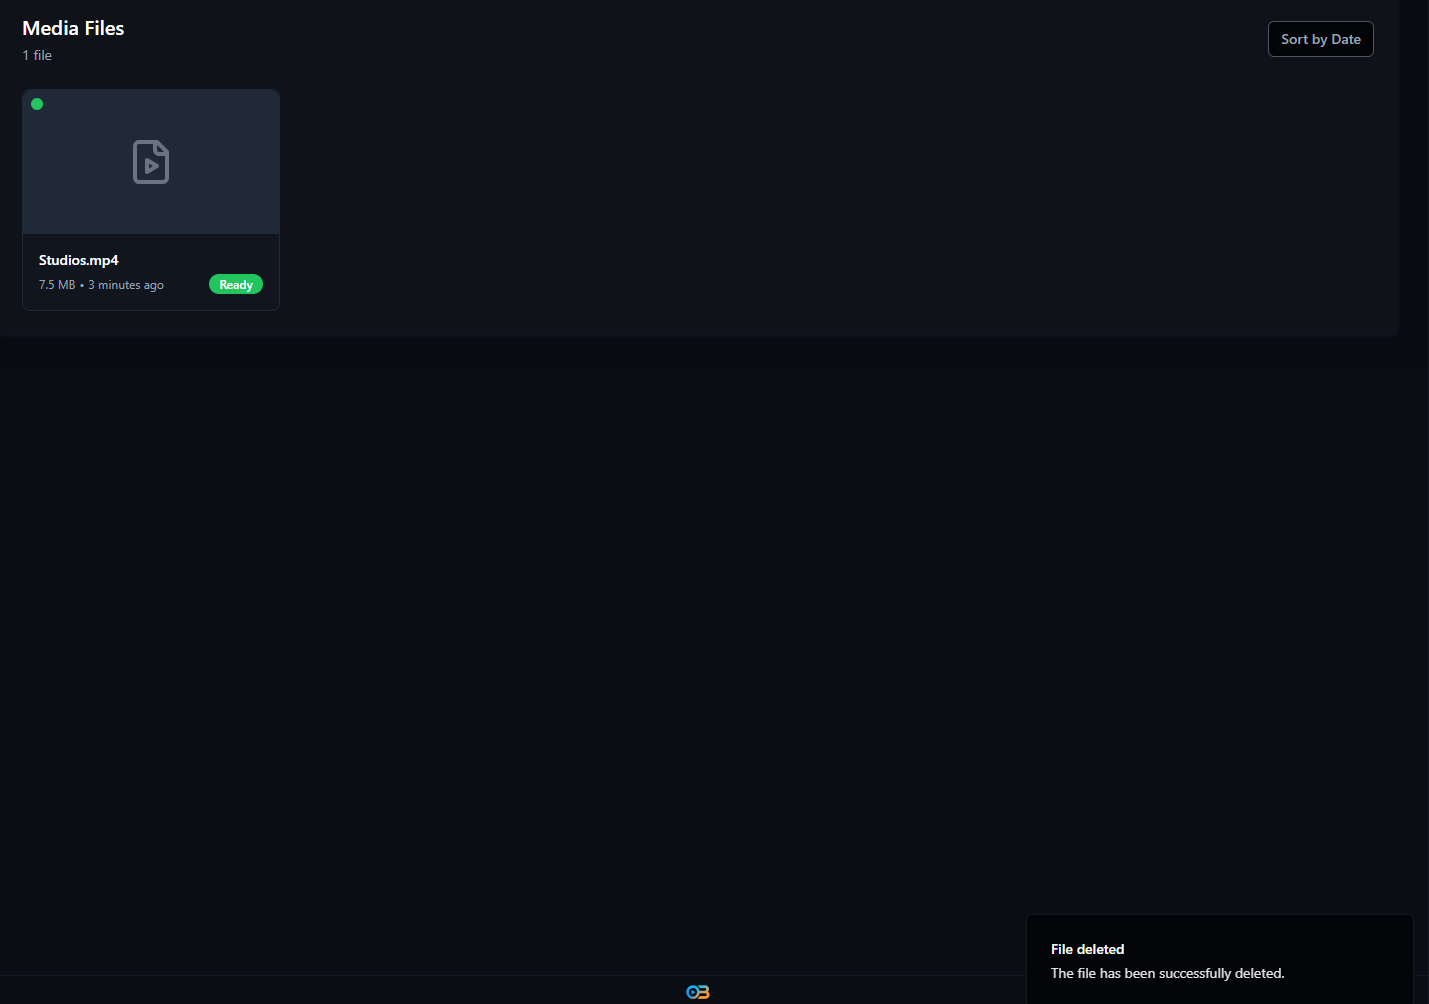 Media Files
1 file
Sort by Date
Studios.mp4
7.5 MB • 3 minutes ago
Ready
File deleted
The file has been successfully deleted.